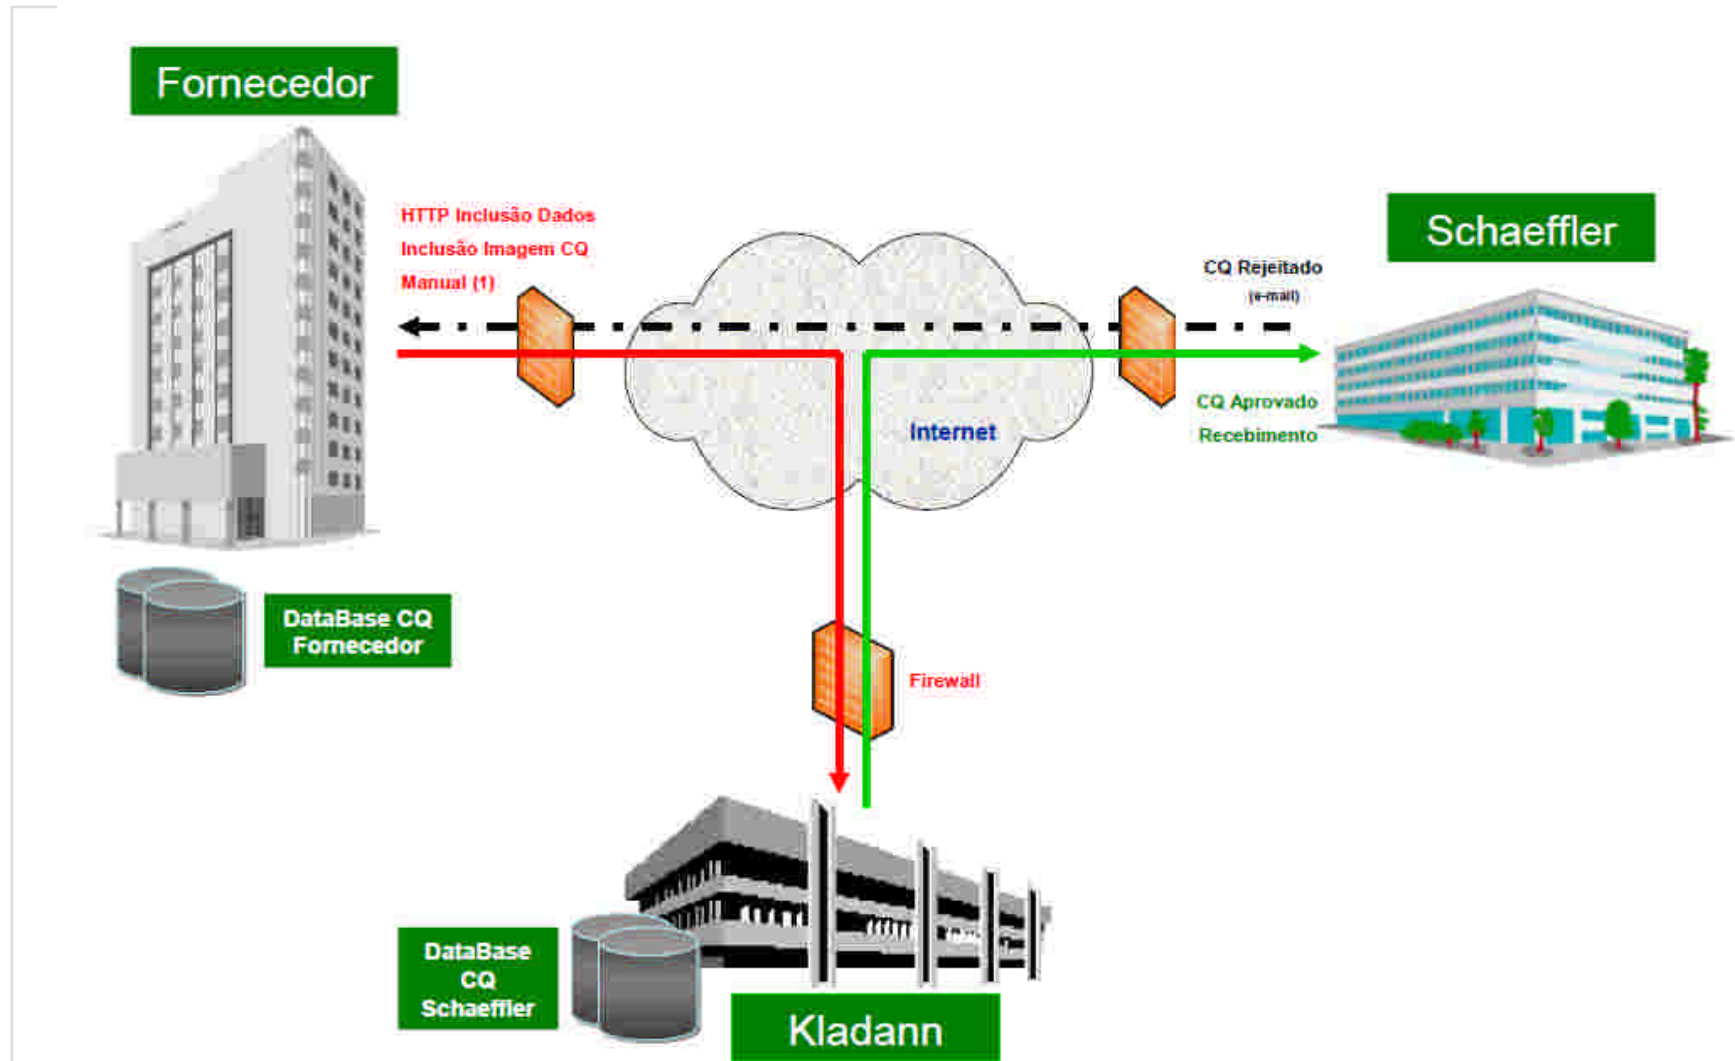 Fornecedor
HTTP Inclusão Dados
Inclusão Imagem CQ
Manual (1)
Schaeffler
CQ Rejeitado
(e-mail)
CQ Aprovado
Recebimento
Internet
DataBase CQ
Fornecedor
Firewall
DataBase
CQ
Schaeffler
Kladann